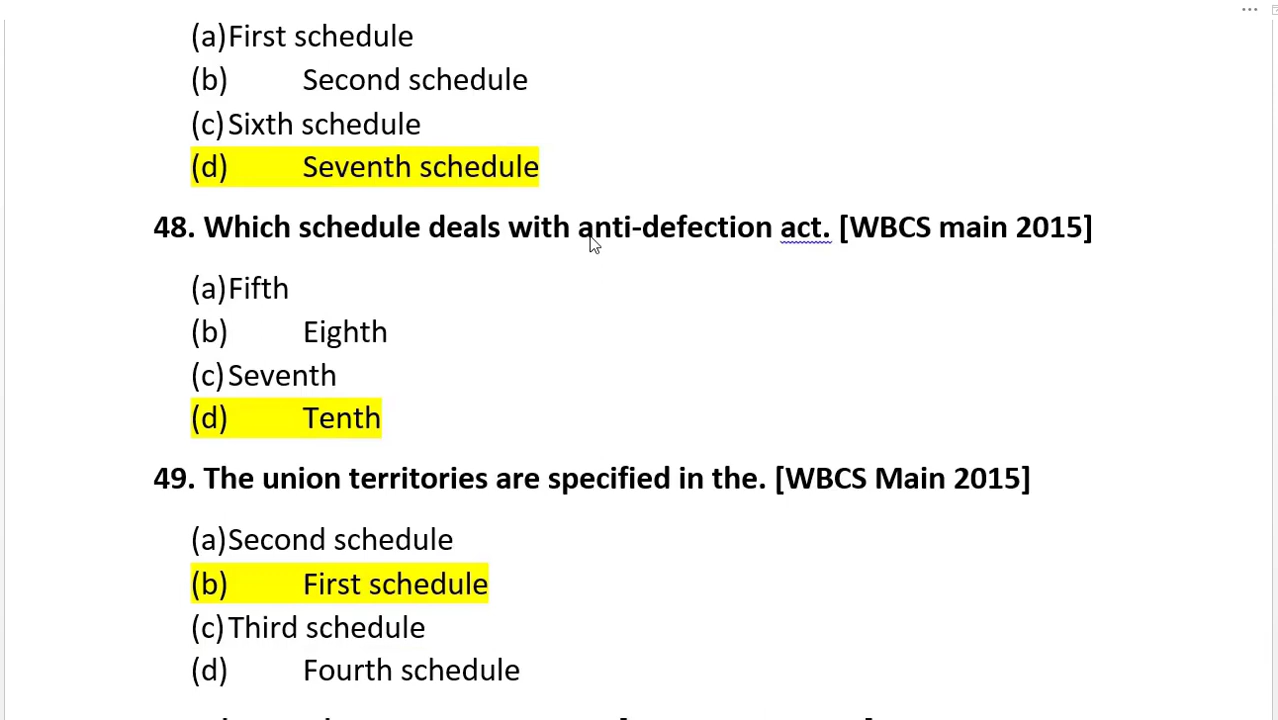 (a)First schedule
(b) Second schedule
(c)Sixth schedule
(d) Seventh schedule
48. Which schedule deals with anti-defection act. [WBCS main 2015]
(a)Fifth
(b) Eighth
(c)Seventh
(d) Tenth
49. The union territories are specified in the. [WBCS Main 2015]
(a)Second schedule
(b) First schedule
(c)Third schedule
(d) Fourth schedule